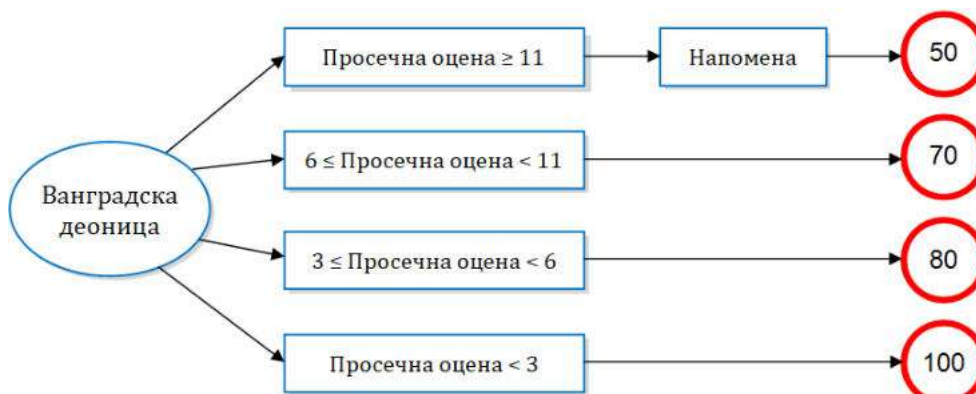 Просечна оцена ≥ 11
Напомена
50
6 ≤ Просечна оцена < 11
70
Ванградска
деоница
3 ≤ Просечна оцена < 6
80
Просечна оцена < 3
100